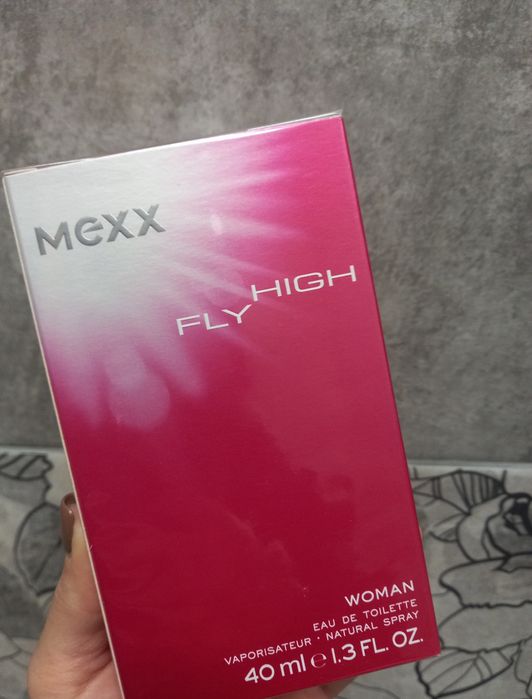 MEXX
FLY HIGH
WOMAN
EAU DE TOILETTE
VAPORISATEUR · NATURAL SPRAY
40 ml e 1.3 FL. OZ.